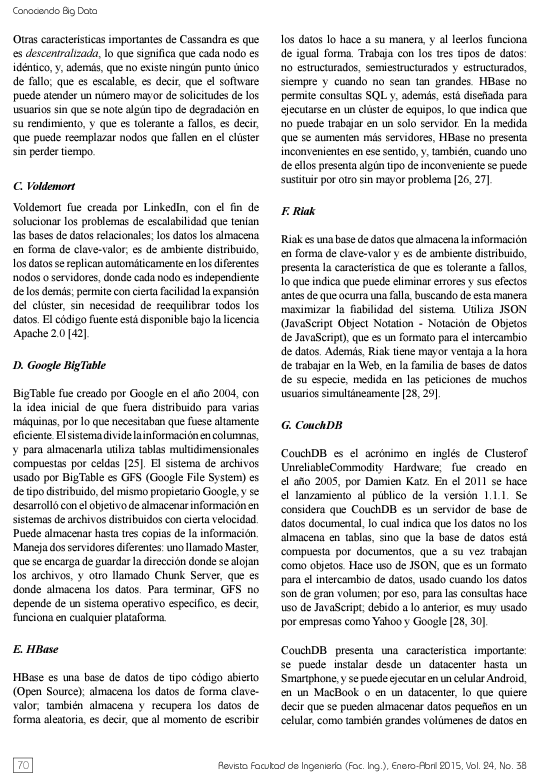 Conociendo Big Data
Otras características importantes de Cassandra es que
es descentralizada, lo que significa que cada nodo es
idéntico, y, además, que no existe ningún punto único
de fallo; que es escalable, es decir, que el software
puede atender un número mayor de solicitudes de los
usuarios sin que se note algún tipo de degradación en
su rendimiento, y que es tolerante a fallos, es decir,
que puede reemplazar nodos que fallen en el clúster
sin perder tiempo.
C. Voldemort
Voldemort fue creada por LinkedIn, con el fin de
solucionar los problemas de escalabilidad que tenían
las bases de datos relacionales; los datos los almacena
en forma de clave-valor; es de ambiente distribuido,
los datos se replican automáticamente en los diferentes
nodos o servidores, donde cada nodo es independiente
de los demás; permite con cierta facilidad la expansión
del clúster, sin necesidad de reequilibrar todos los
datos. El código fuente está disponible bajo la licencia
Apache 2.0 [42].
D. Google BigTable
BigTable fue creado por Google en el año 2004, con
la idea inicial de que fuera distribuido para varias
máquinas, por lo que necesitaban que fuese altamente
eficiente. El sistema divide la información en columnas,
y para almacenarla utiliza tablas multidimensionales
compuestas por celdas [25]. El sistema de archivos
usado por BigTable es GFS (Google File System) es
de tipo distribuido, del mismo propietario Google, y se
desarrolló con el objetivo de almacenar información en
sistemas de archivos distribuidos con cierta velocidad.
Puede almacenar hasta tres copias de la información.
Maneja dos servidores diferentes: uno llamado Master,
que se encarga de guardar la dirección donde se alojan
los archivos, y otro llamado Chunk Server, que es
donde almacena los datos. Para terminar, GFS no
depende de un sistema operativo específico, es decir,
funciona en cualquier plataforma.
E. HBase
HBase es una base de datos de tipo código abierto
(Open Source); almacena los datos de forma clave-
valor; también almacena y recupera los datos de
forma aleatoria, es decir, que al momento de escribir
los datos lo hace a su manera, y al leerlos funciona
de igual forma. Trabaja con los tres tipos de datos:
no estructurados, semiestructurados y estructurados,
siempre y cuando no sean tan grandes. HBase no
permite consultas SQL y, además, está diseñada para
ejecutarse en un clúster de equipos, lo que indica que
no puede trabajar en un solo servidor. En la medida
que se aumenten más servidores, HBase no presenta
inconvenientes en ese sentido, y, también, cuando uno
de ellos presenta algún tipo de inconveniente se puede
sustituir por otro sin mayor problema [26, 27].
F. Riak
Riak es una base de datos que almacena la información
en forma de clave-valor y es de ambiente distribuido,
presenta la característica de que es tolerante a fallos,
lo que indica que puede eliminar errores y sus efectos
antes de que ocurra una falla, buscando de esta manera
maximizar la fiabilidad del sistema. Utiliza JSON
(JavaScript Object Notation - Notación de Objetos
de JavaScript), que es un formato para el intercambio
de datos. Además, Riak tiene mayor ventaja a la hora
de trabajar en la Web, en la familia de bases de datos
de su especie, medida en las peticiones de muchos
usuarios simultáneamente [28, 29].
G. CouchDB
CouchDB es el acrónimo en inglés de Clusterof
UnreliableCommodity Hardware; fue creado en
el año 2005, por Damien Katz. En el 2011 se hace
el lanzamiento al público de la versión 1.1.1. Se
considera que CouchDB es un servidor de base de
datos documental, lo cual indica que los datos no los
almacena en tablas, sino que la base de datos está
compuesta por documentos, que a su vez trabajan
como objetos. Hace uso de JSON, que es un formato
para el intercambio de datos, usado cuando los datos
son de gran volumen; por eso, para las consultas hace
uso de JavaScript; debido a lo anterior, es muy usado
por empresas como Yahoo y Google [28, 30].
CouchDB presenta una característica importante:
se puede instalar desde un datacenter hasta un
Smartphone, y se puede ejecutar en un celular Android,
en un MacBook o en un datacenter, lo que quiere
decir que se pueden almacenar datos pequeños en un
celular, como también grandes volúmenes de datos en
70
Revista Facultad de Ingeniería (Fac. Ing.), Enero-Abril 2015, Vol. 24, No. 38